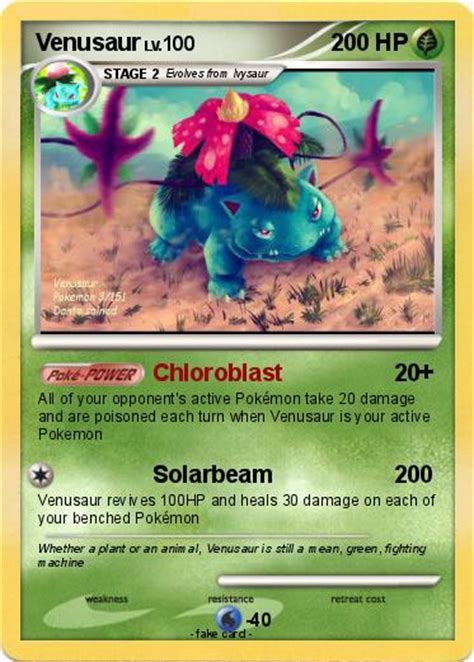 Venusaur LV.100 200 HP
STAGE 2 Evolves from Ivysaur
Venusaur
Pokemon 3/151
Dante sained
Poké-POWER Chloroblast 20+
All of your opponent's active Pokémon take 20 damage
and are poisoned each turn when Venusaur is your active
Pokemon
Solarbeam 200
Venusaur revives 100HP and heals 30 damage on each of
your benched Pokémon
Whether a plant or an animal, Venusaur is still a mean, green, fighting
machine
weakness resistance retreat cost
-40
- fake card -